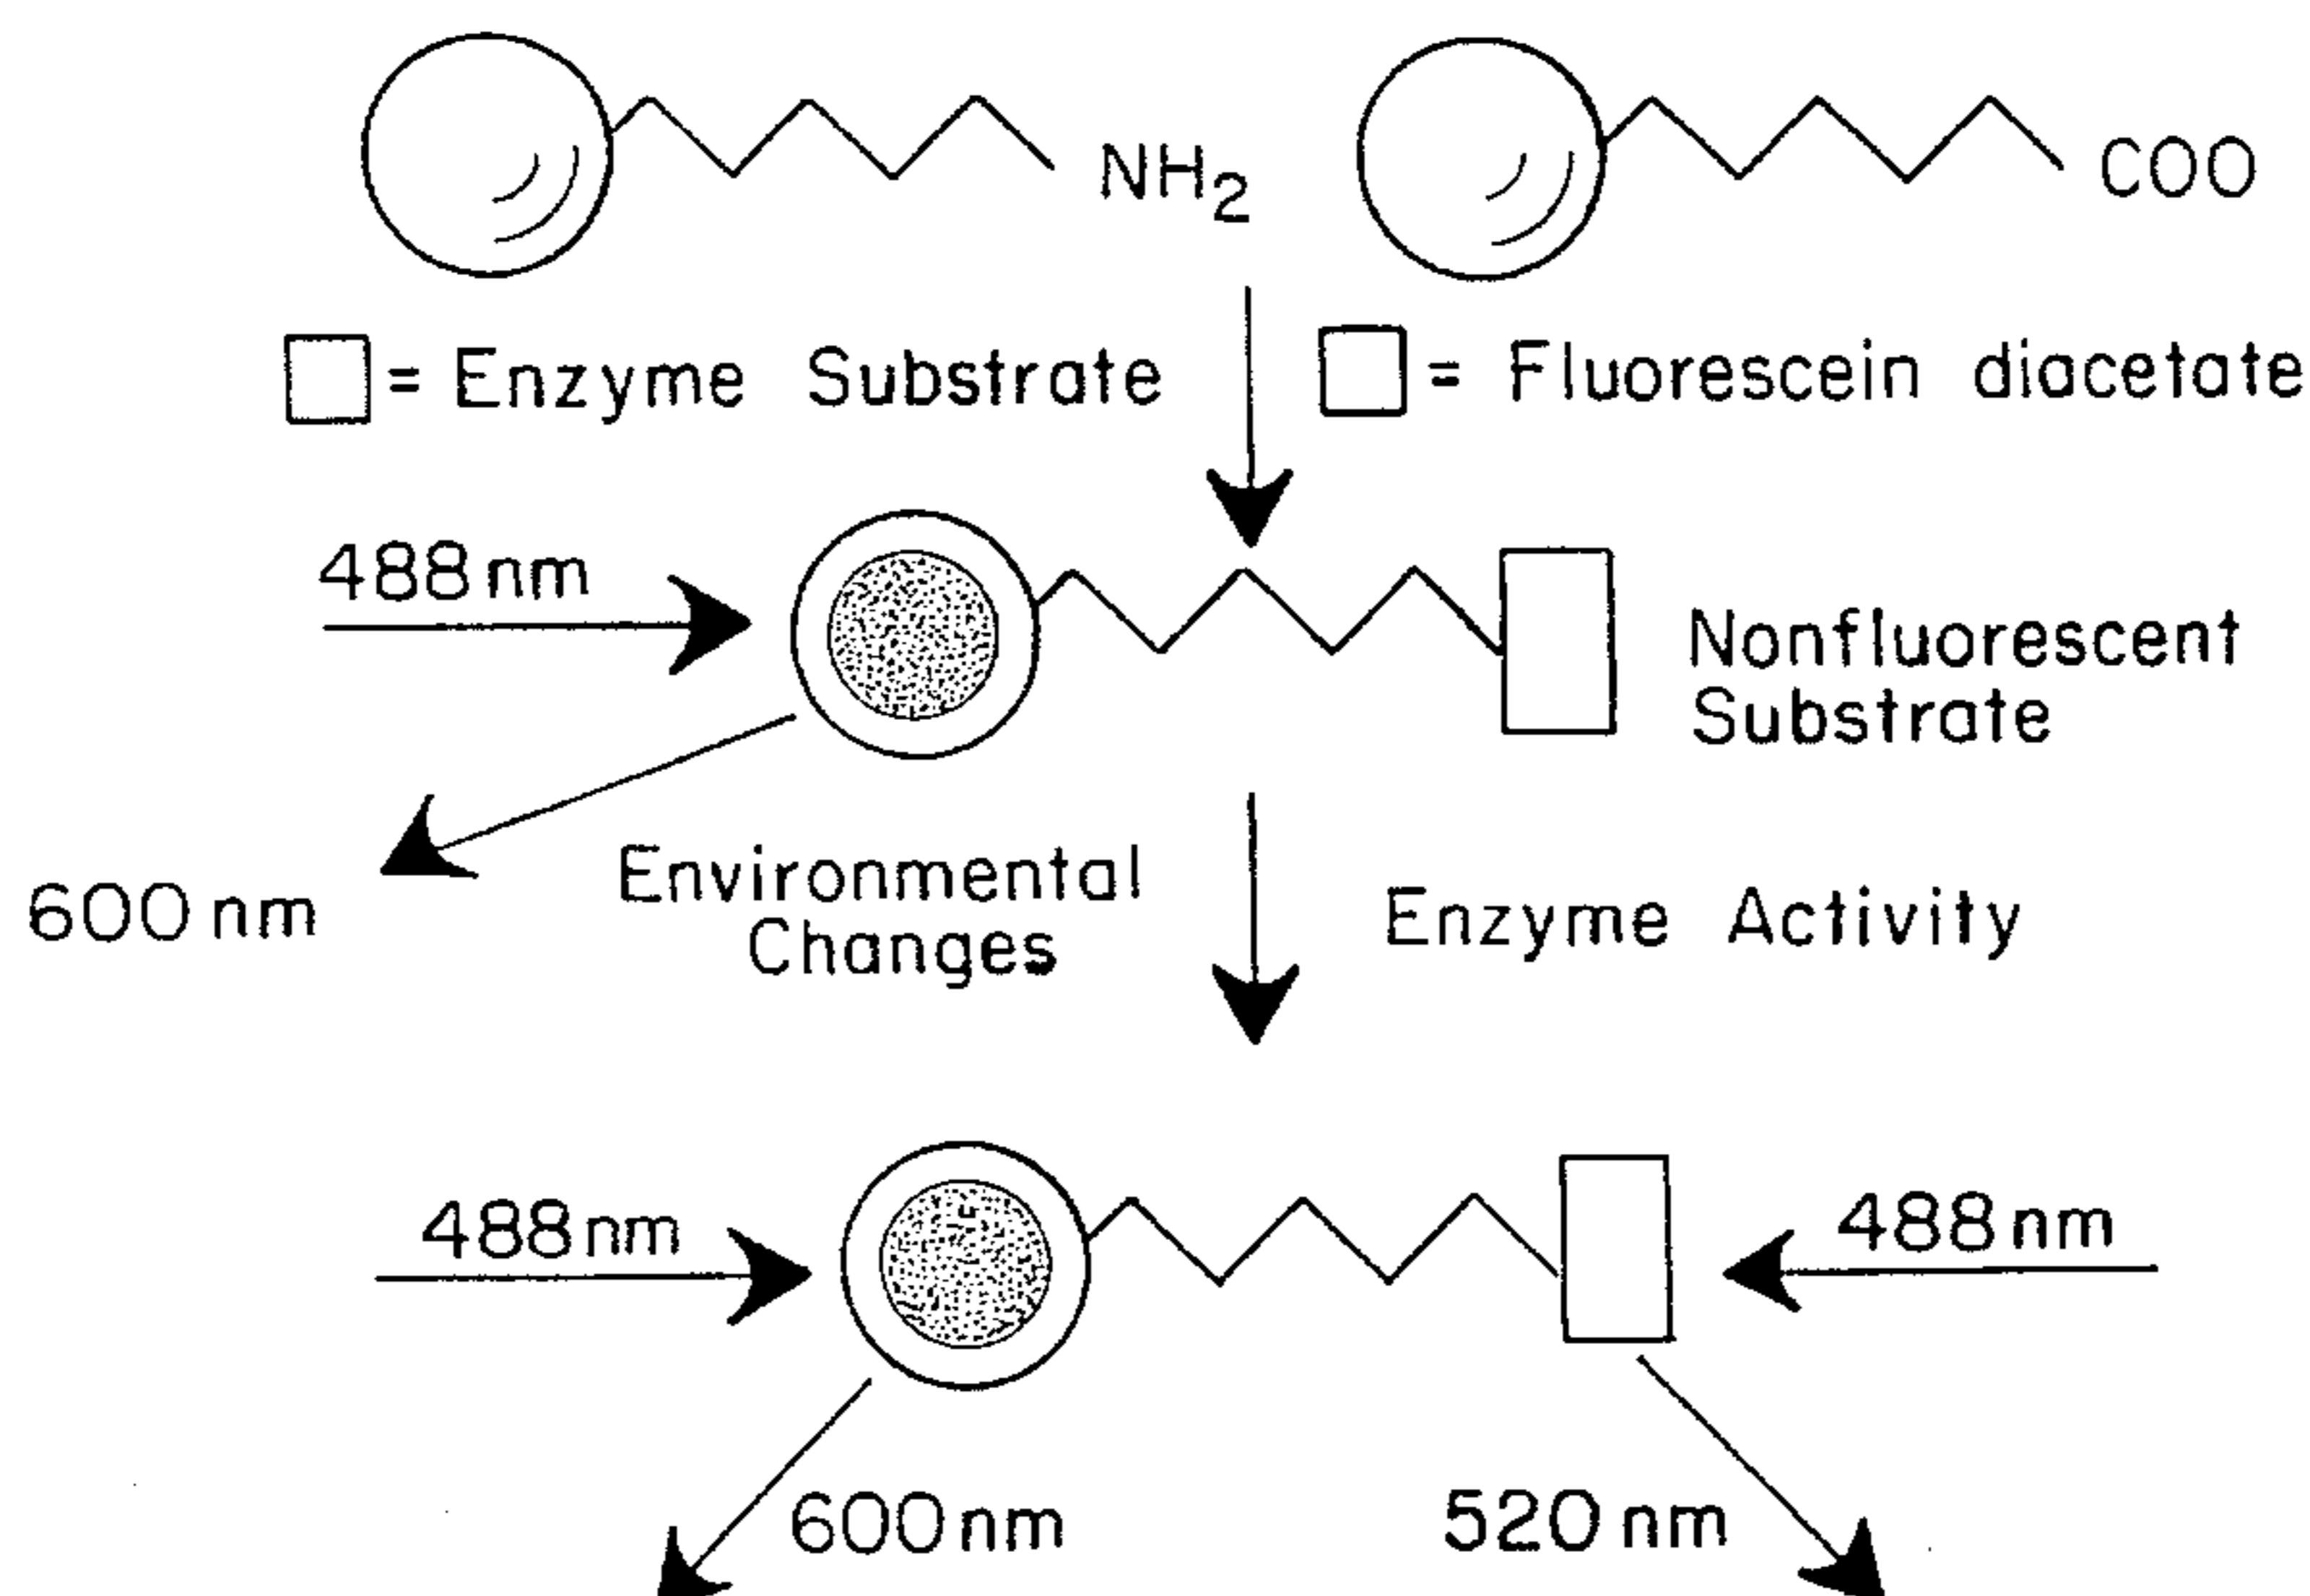 NH2
COO
= Enzyme Substrate
= Fluorescein diacetate
488 nm
Nonfluorescent
Substrate
600 nm
Environmental
Changes
Enzyme Activity
488 nm
488 nm
600 nm
520 nm